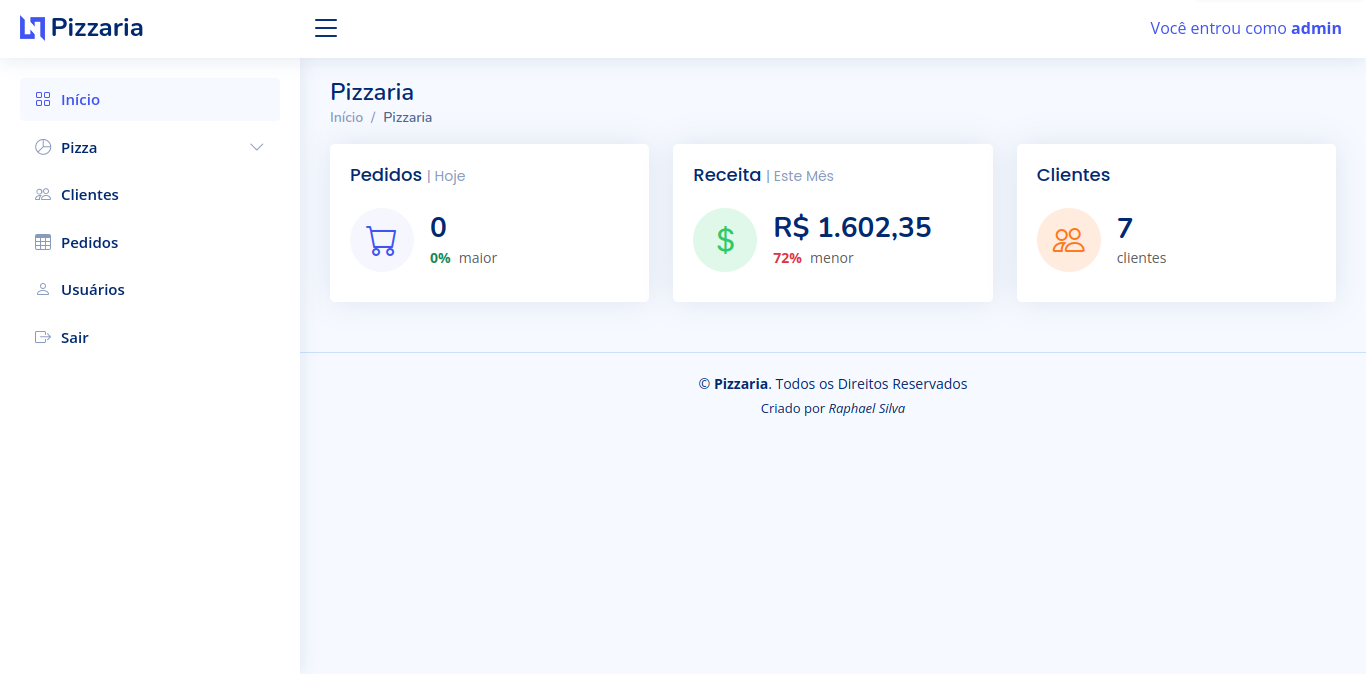 Pizzaria
Você entrou como admin
Início
Pizza
Clientes
Pedidos
Usuários
Sair
Pizzaria
Início / Pizzaria
Pedidos | Hoje
0
0% maior
Receita | Este Mês
$
R$ 1.602,35
72% menor
Clientes
7
clientes
© Pizzaria. Todos os Direitos Reservados
Criado por Raphael Silva